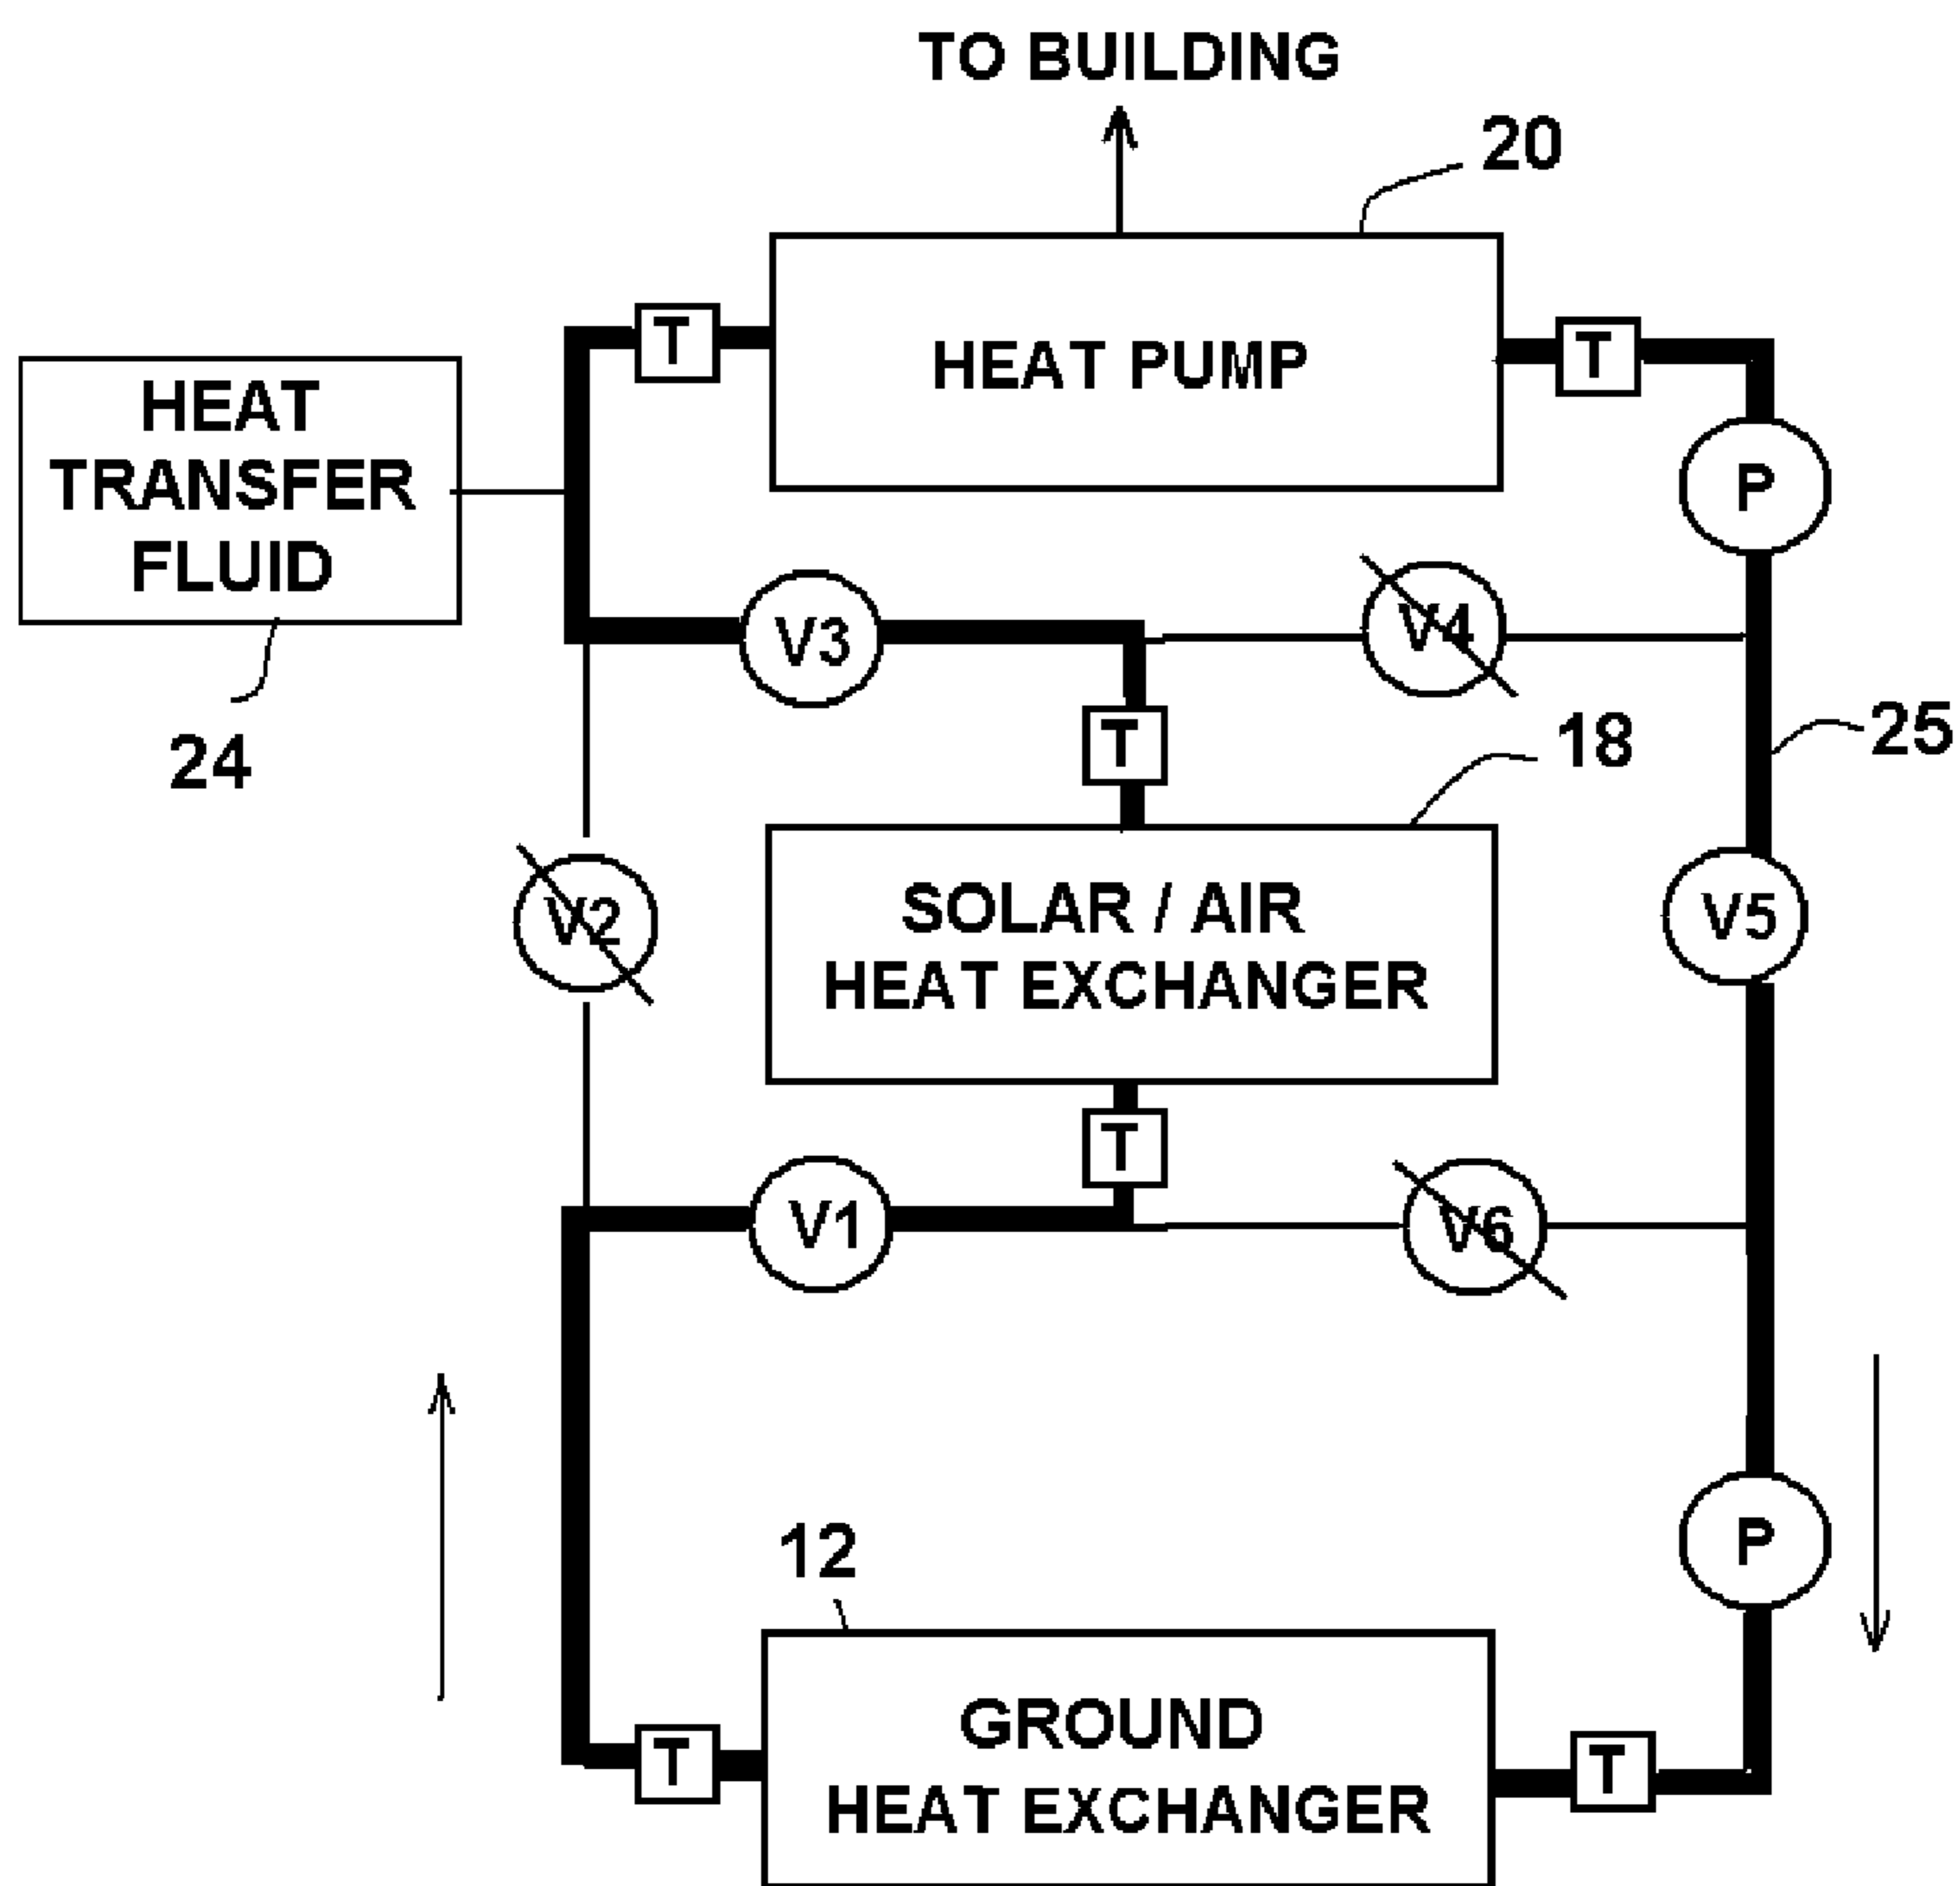 TO BUILDING
20
T
HEAT PUMP
T
HEAT
TRANSFER
FLUID
P
V3
V4
24
T
18
25
SOLAR / AIR
HEAT EXCHANGER
V2
V5
T
V1
V6
12
P
GROUND
HEAT EXCHANGER
T
T